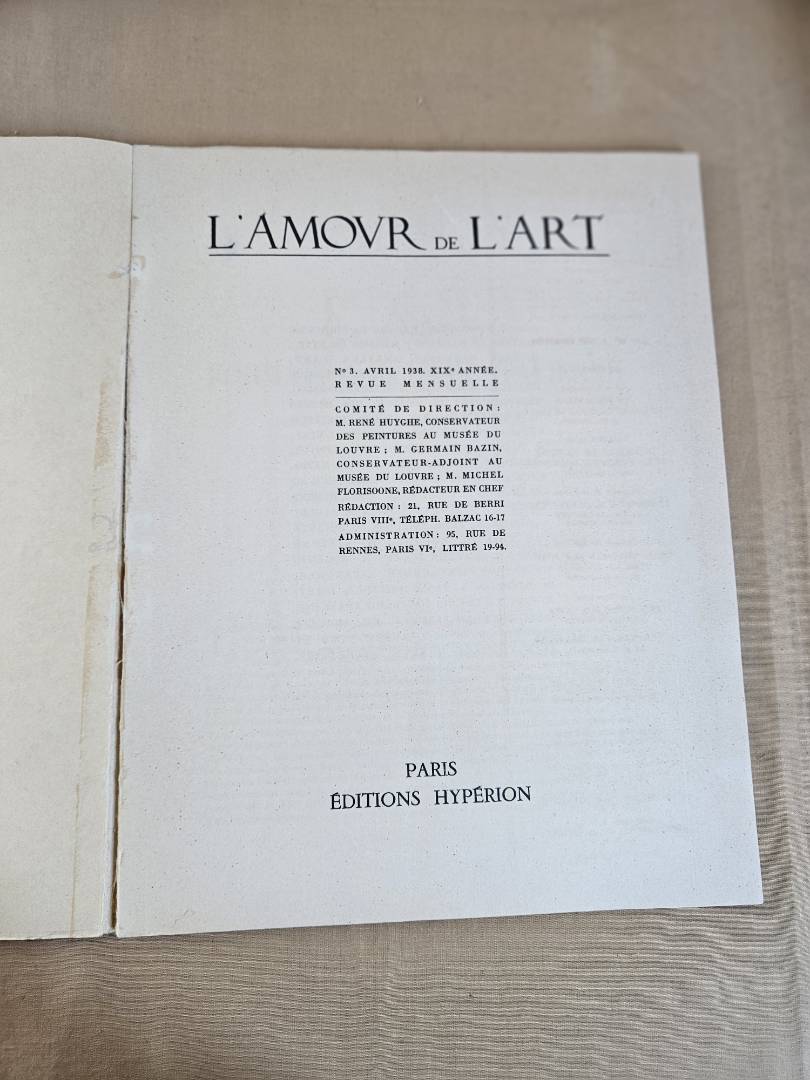 L'AMOVR DE L'ART
Nº 3. AVRIL 1938. XIXe ANNÉE.
REVUE MENSUELLE
COMITÉ DE DIRECTION :
M. RENÉ HUYGHE, CONSERVATEUR
DES PEINTURES AU MUSÉE DU
LOUVRE ; M. GERMAIN BAZIN,
CONSERVATEUR-ADJOINT AU
MUSÉE DU LOUVRE ; M. MICHEL
FLORISOONE, RÉDACTEUR EN CHEF
RÉDACTION : 21, RUE DE BERRI
PARIS VIIIe, TÉLÉPH. BALZAC 16-17
ADMINISTRATION : 95, RUE DE
RENNES, PARIS VIe, LITTRÉ 19-94.
PARIS
ÉDITIONS HYPÉRION